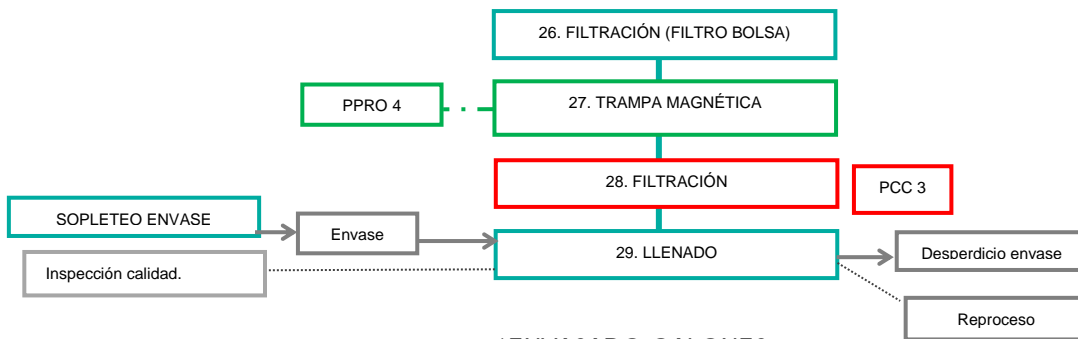 26. FILTRACIÓN (FILTRO BOLSA)
PPRO 4
27. TRAMPA MAGNÉTICA
28. FILTRACIÓN
PCC 3
SOPLETEO ENVASE
Envase
29. LLENADO
Desperdicio envase
Inspección calidad.
Reproceso